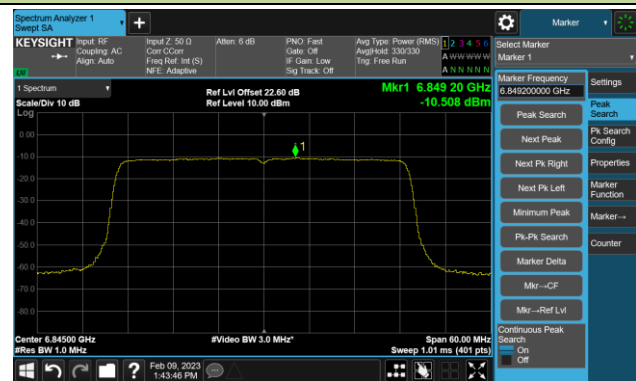 Spectrum Analyzer 1
Swept SA
+
Marker
KEYSIGHT
Input: RF
Coupling: AC
Align: Auto
Input Z: 50 Ω
Corr CCorr
Freq Ref: Int (S)
NFE: Adaptive
Atten: 6 dB
PNO: Fast
Gate: Off
IF Gain: Low
Sig Track: Off
Avg Type: Power (RMS)
Avg|Hold: 330/330
Trig: Free Run
1 2 3 4 5 6
A W W W W W
A N N N N N
Select Marker
Marker 1
LXI
1 Spectrum
Scale/Div 10 dB
Log
Ref Lvl Offset 22.60 dB
Ref Level 10.00 dBm
Mkr1 6.849 20 GHz
-10.508 dBm
0.00
-10.0
-20.0
-30.0
-40.0
-50.0
-60.0
-70.0
-80.0
1
Center 6.84500 GHz
#Res BW 1.0 MHz
#Video BW 3.0 MHz*
Span 60.00 MHz
Sweep 1.01 ms (401 pts)
Marker Frequency
6.849200000 GHz
Peak Search
Next Peak
Next Pk Right
Next Pk Left
Minimum Peak
Pk-Pk Search
Marker Delta
Mkr→CF
Mkr→Ref Lvl
Continuous Peak
Search
On
Off
Settings
Peak
Search
Pk Search
Config
Properties
Marker
Function
Marker→
Counter
?
Feb 09, 2023
1:43:46 PM